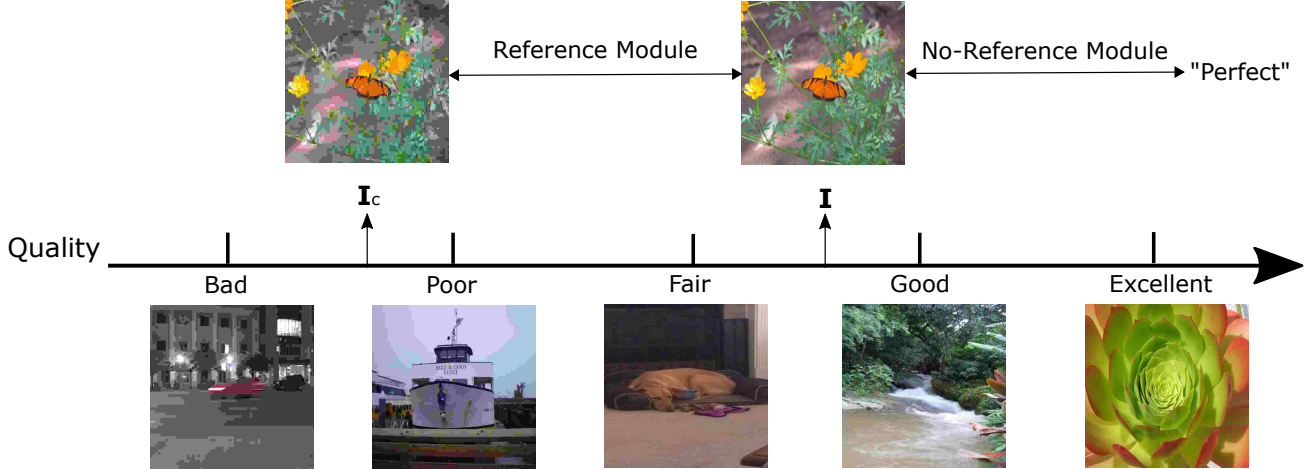 Reference Module
No-Reference Module
"Perfect"
Ic
I
Quality
Bad
Poor
Fair
Good
Excellent